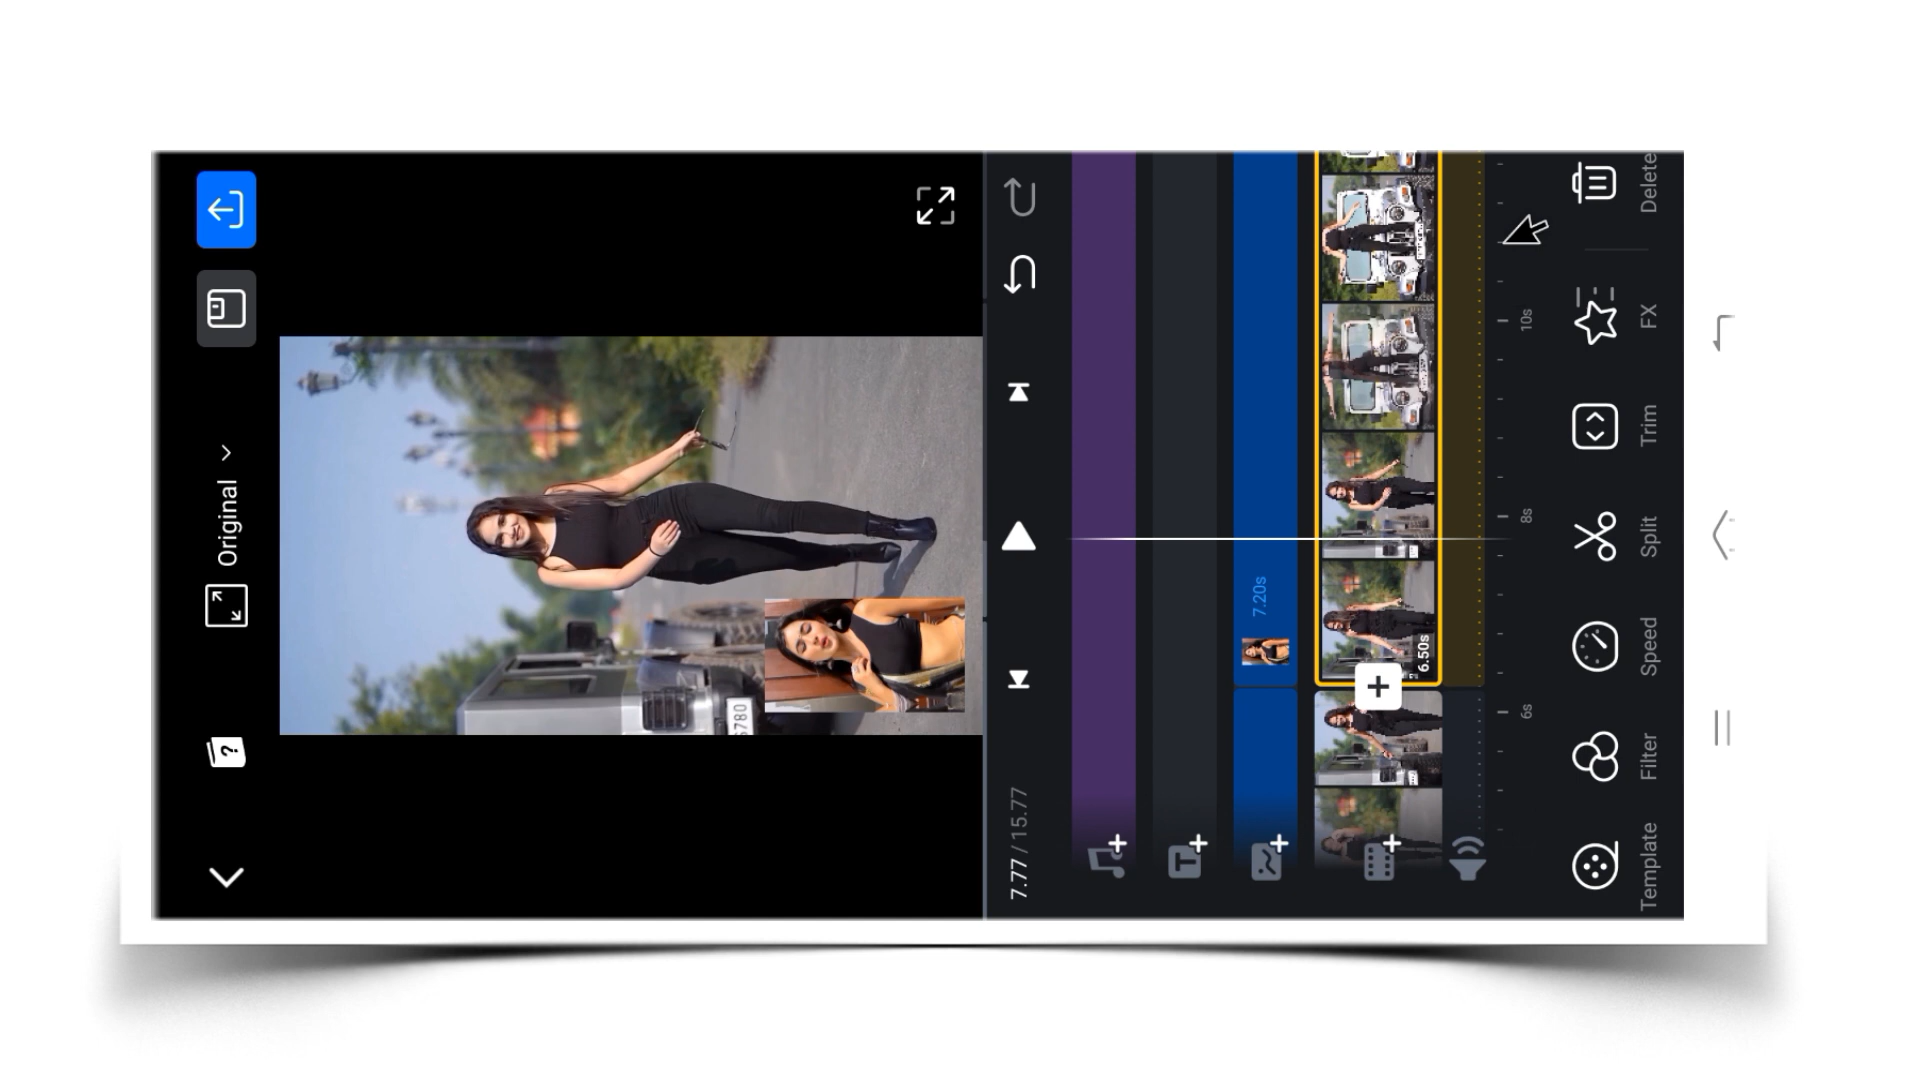 Original
?
780
7.77 / 15.77
T
7.20s
6.50s
6s
8s
10s
Template
Filter
Speed
Split
Trim
FX
Delete